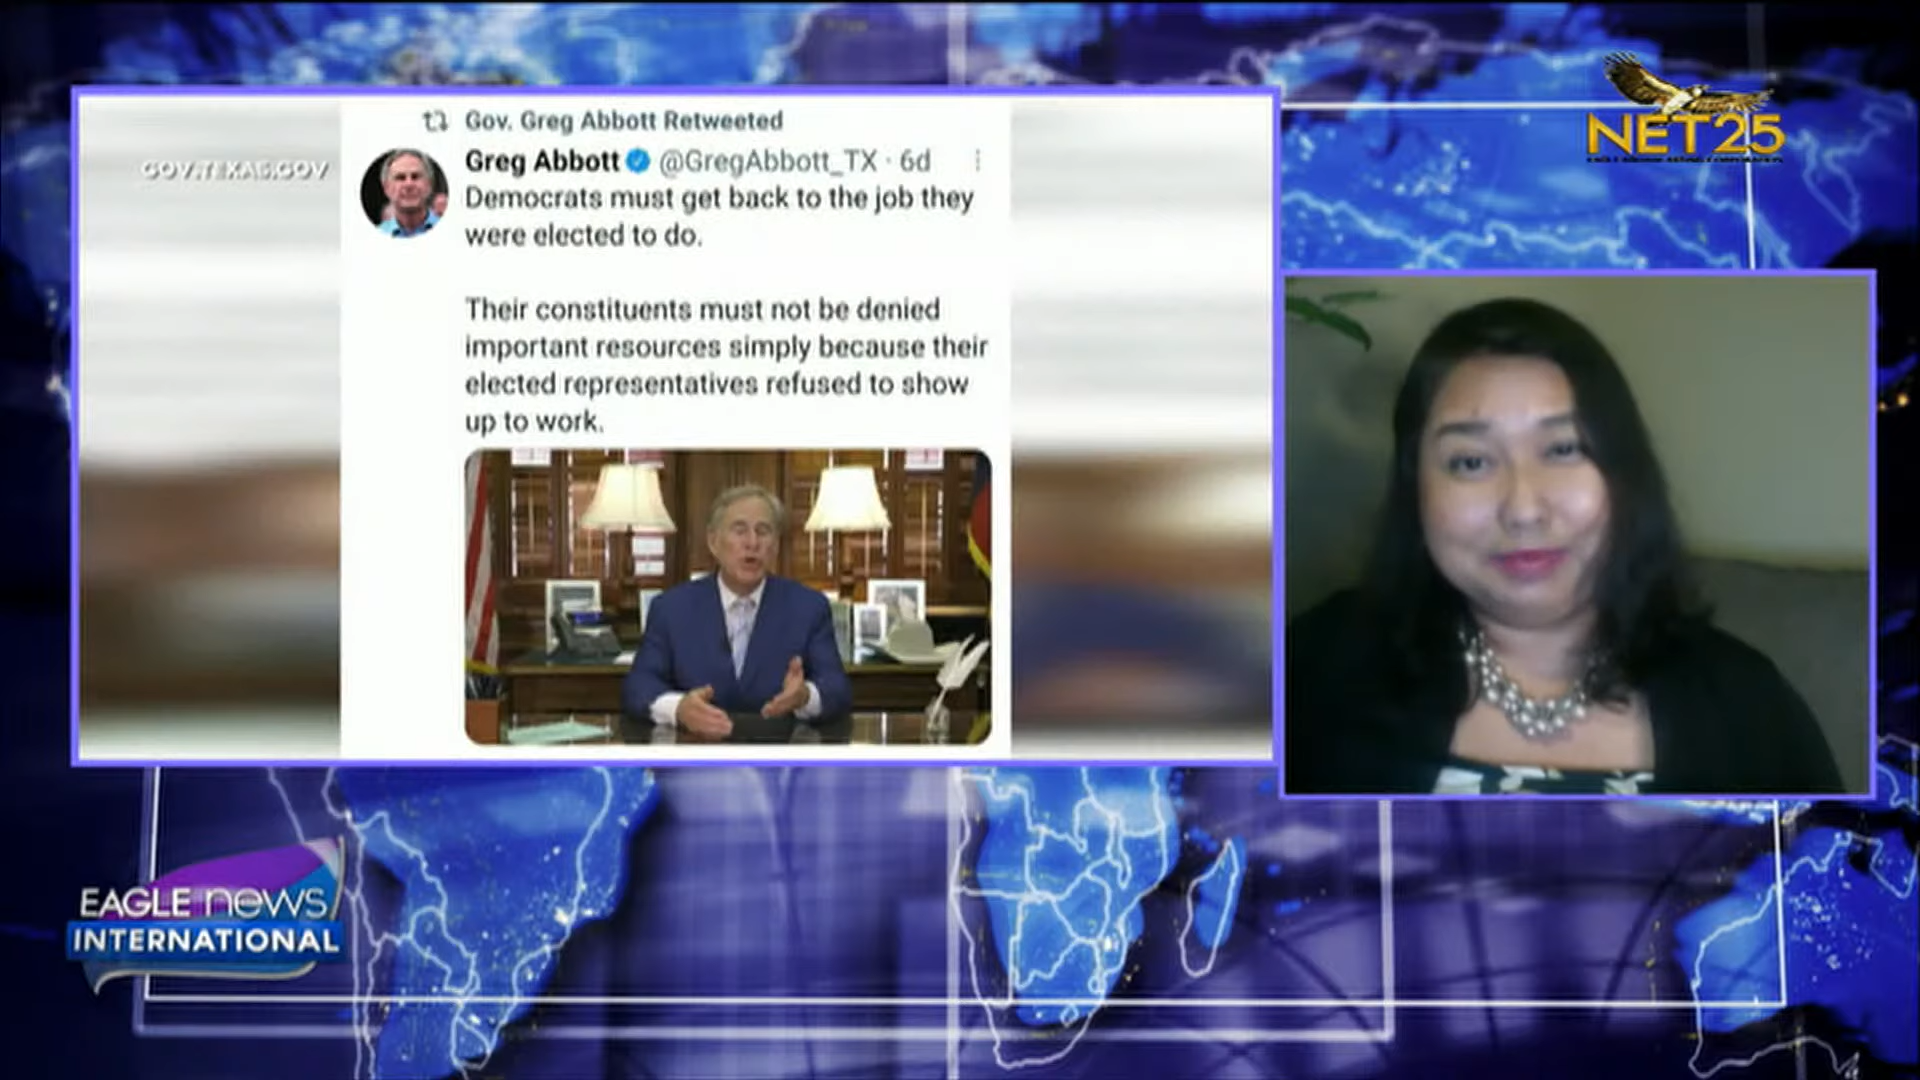 Gov. Greg Abbott Retweeted
GOV.TEXAS.GOV
Greg Abbott @GregAbbott_TX · 6d
Democrats must get back to the job they
were elected to do.
Their constituents must not be denied
important resources simply because their
elected representatives refused to show
up to work.
NET25
EAGLE news
INTERNATIONAL